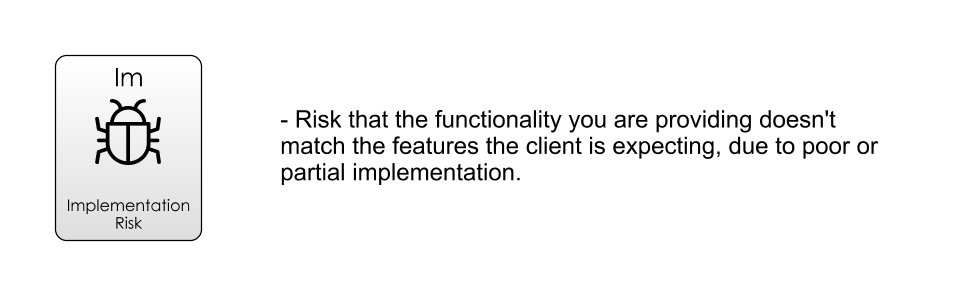 Im
Implementation
Risk
- Risk that the functionality you are providing doesn't
match the features the client is expecting, due to poor or
partial implementation.